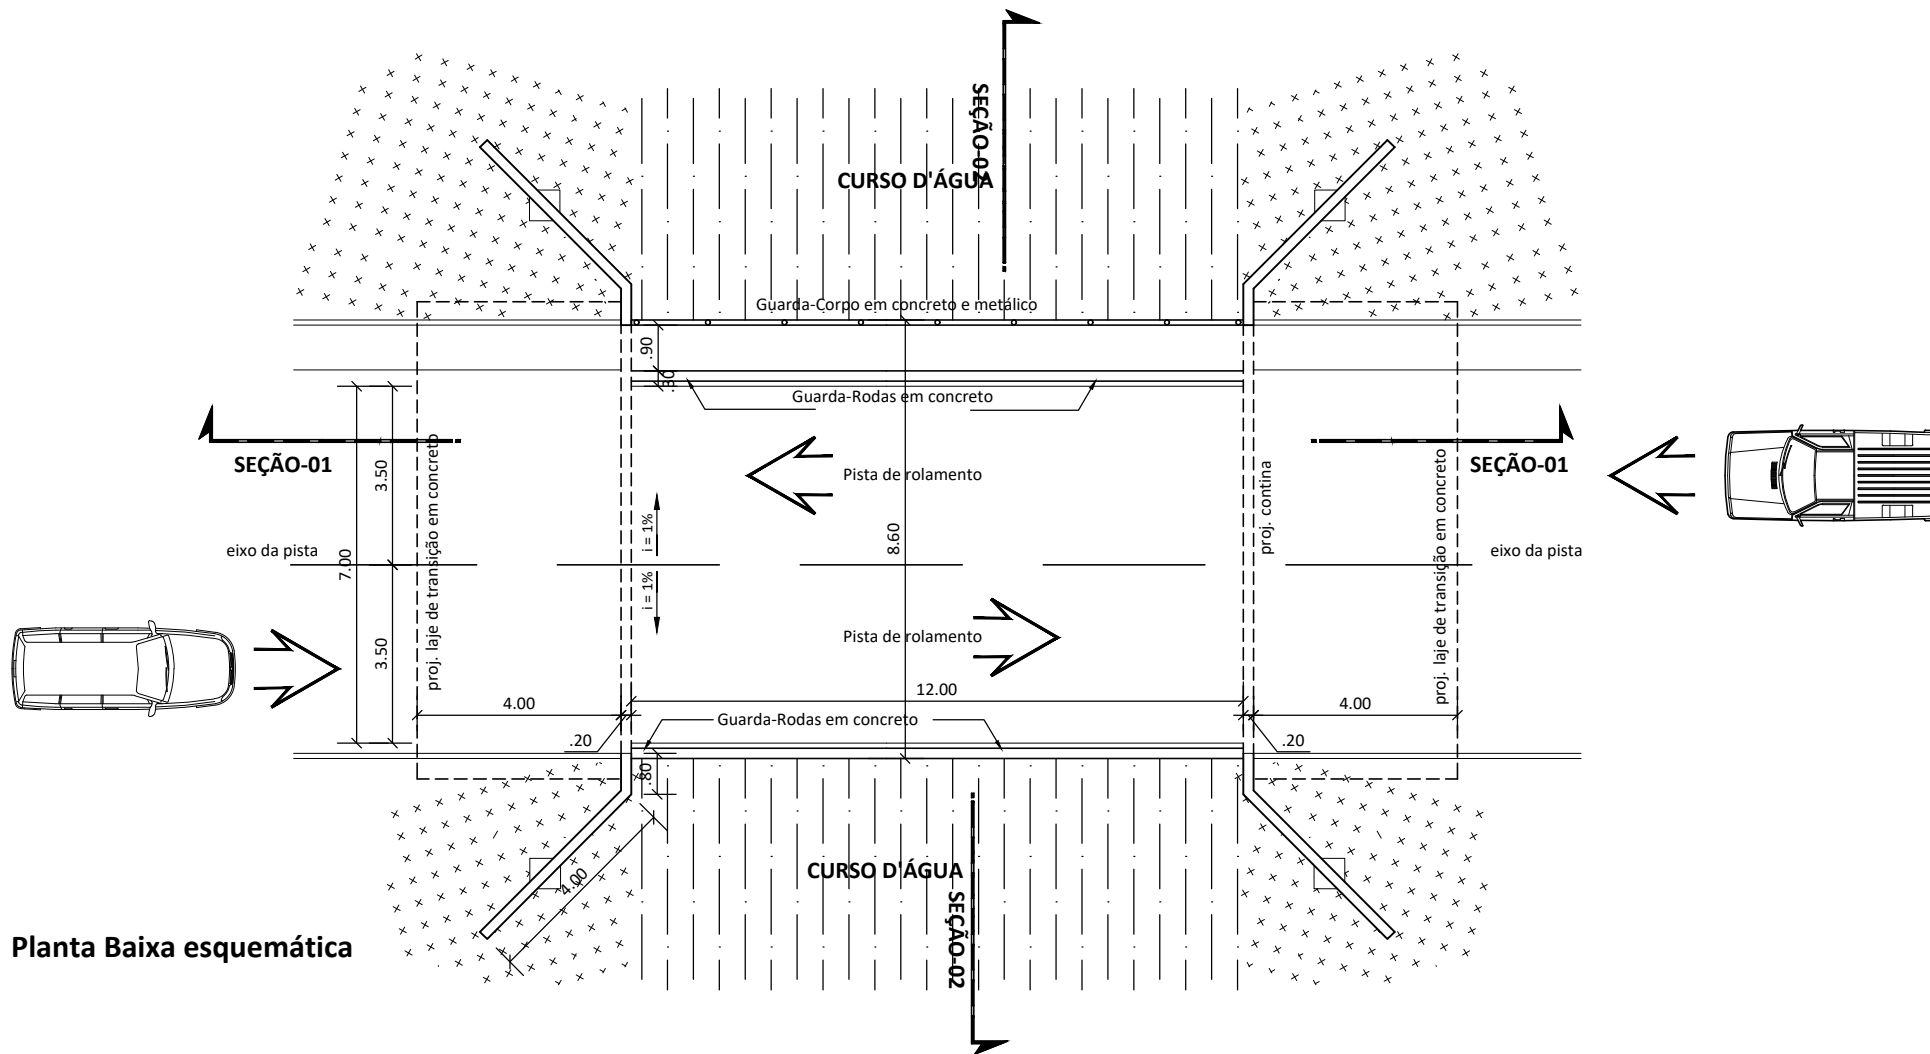 SEÇÃO-02
CURSO D'ÁGUA
Guarda-Corpo em concreto e metálico
.90
.30
Guarda-Rodas em concreto
SEÇÃO-01
SEÇÃO-01
3.50
proj. laje de transição em concreto
Pista de rolamento
proj. contina
proj. laje de transição em concreto
i = 1%
8.60
eixo da pista
7.00
eixo da pista
i = 1%
3.50
Pista de rolamento
12.00
4.00
4.00
Guarda-Rodas em concreto
.20
.20
.80
4.00
CURSO D'ÁGUA
SEÇÃO-02
Planta Baixa esquemática